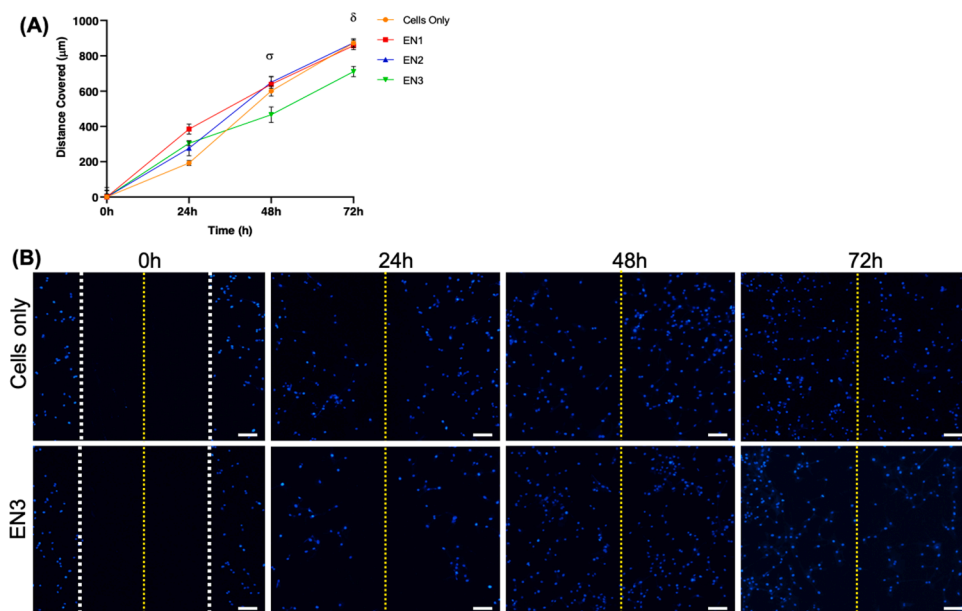 (A)
1000
800
600
400
200
0
Distance Covered (μm)
0h 24h 48h 72h
Time (h)
σ
δ
Cells Only
EN1
EN2
EN3
(B)
0h 24h 48h 72h
Cells only
EN3